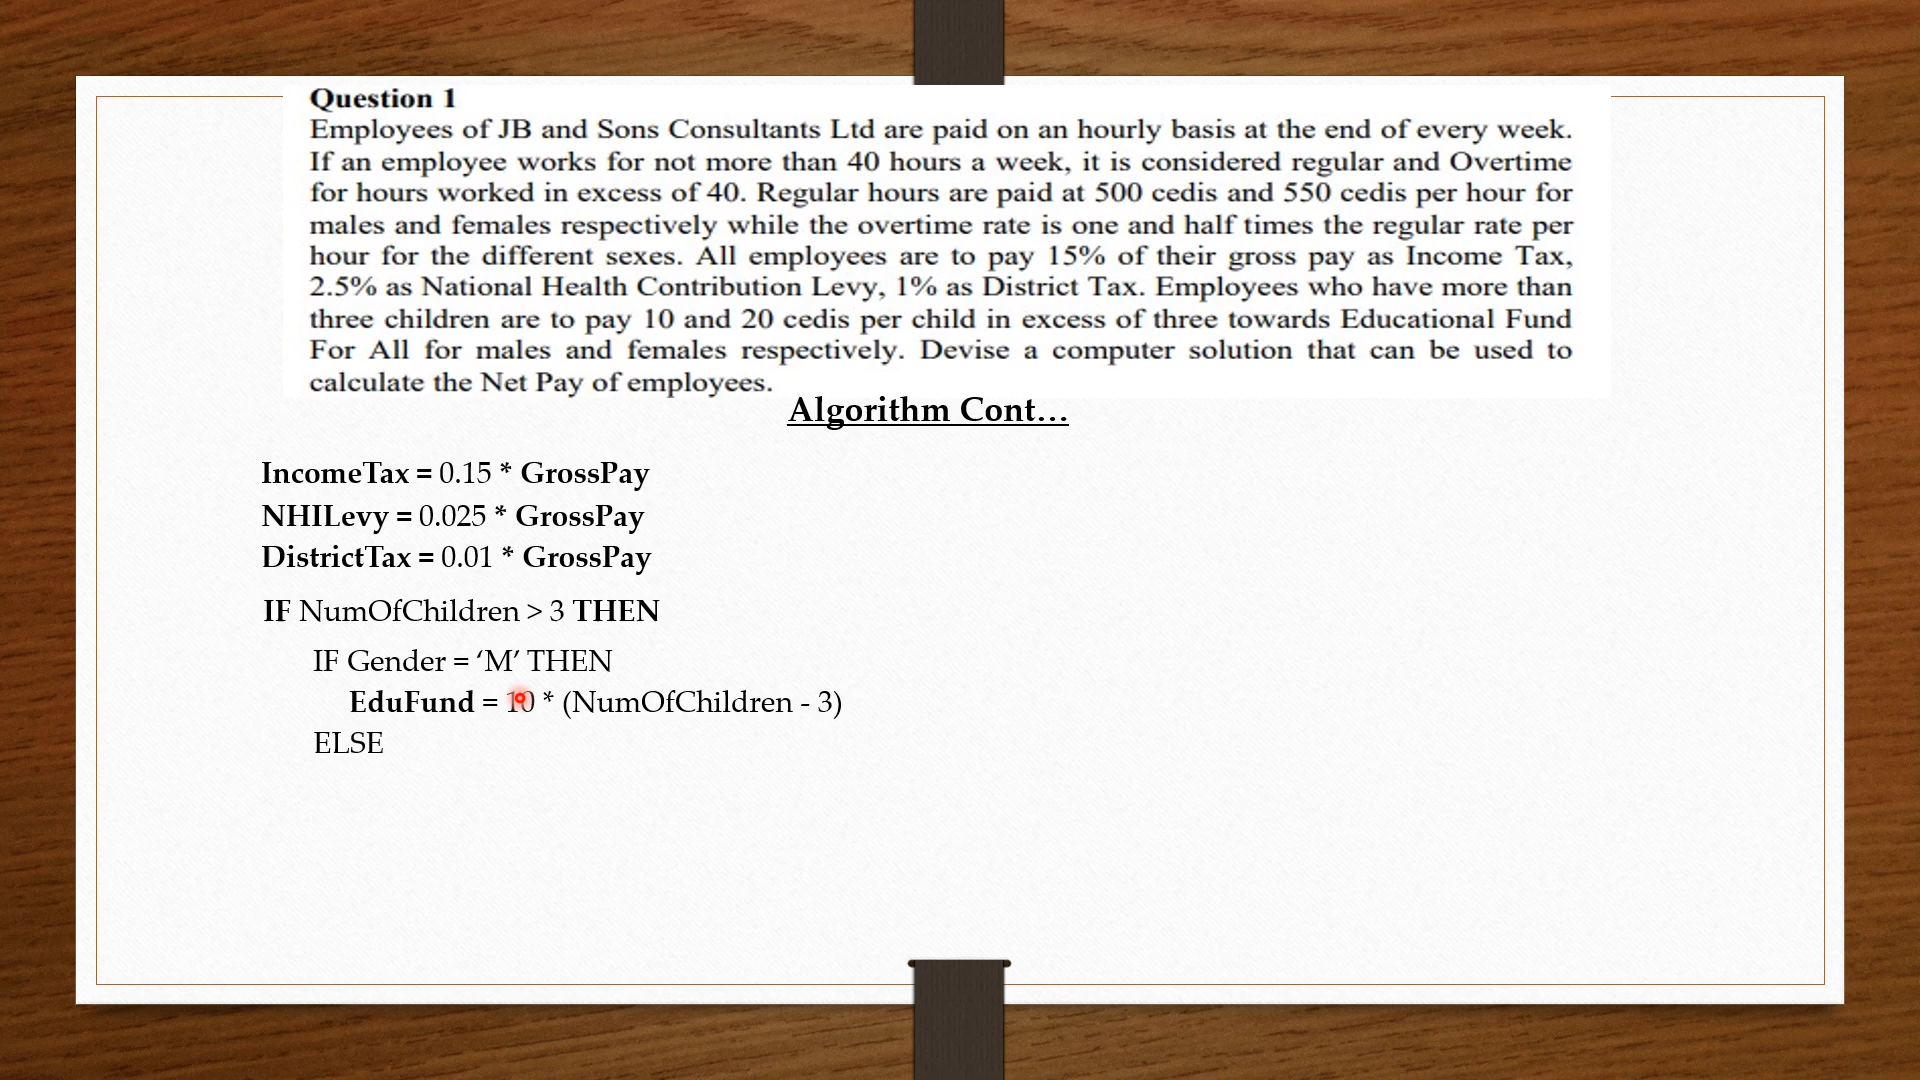 Question 1
Employees of JB and Sons Consultants Ltd are paid on an hourly basis at the end of every week.
If an employee works for not more than 40 hours a week, it is considered regular and Overtime
for hours worked in excess of 40. Regular hours are paid at 500 cedis and 550 cedis per hour for
males and females respectively while the overtime rate is one and half times the regular rate per
hour for the different sexes. All employees are to pay 15% of their gross pay as Income Tax,
2.5% as National Health Contribution Levy, 1% as District Tax. Employees who have more than
three children are to pay 10 and 20 cedis per child in excess of three towards Educational Fund
For All for males and females respectively. Devise a computer solution that can be used to
calculate the Net Pay of employees.
Algorithm Cont…
IncomeTax = 0.15 * GrossPay
NHILevy = 0.025 * GrossPay
DistrictTax = 0.01 * GrossPay
IF NumOfChildren > 3 THEN
IF Gender = ‘M’ THEN
EduFund = 10 * (NumOfChildren - 3)
ELSE